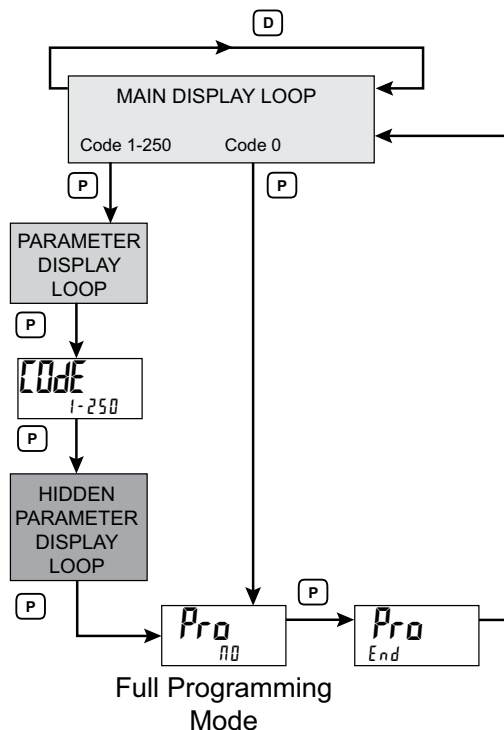 D
MAIN DISPLAY LOOP
Code 1-250 Code 0
P P
PARAMETER
DISPLAY
LOOP
P
COdE
1-250
P
HIDDEN
PARAMETER
DISPLAY
LOOP
P P
Pro Pro
NO End
Full Programming
Mode